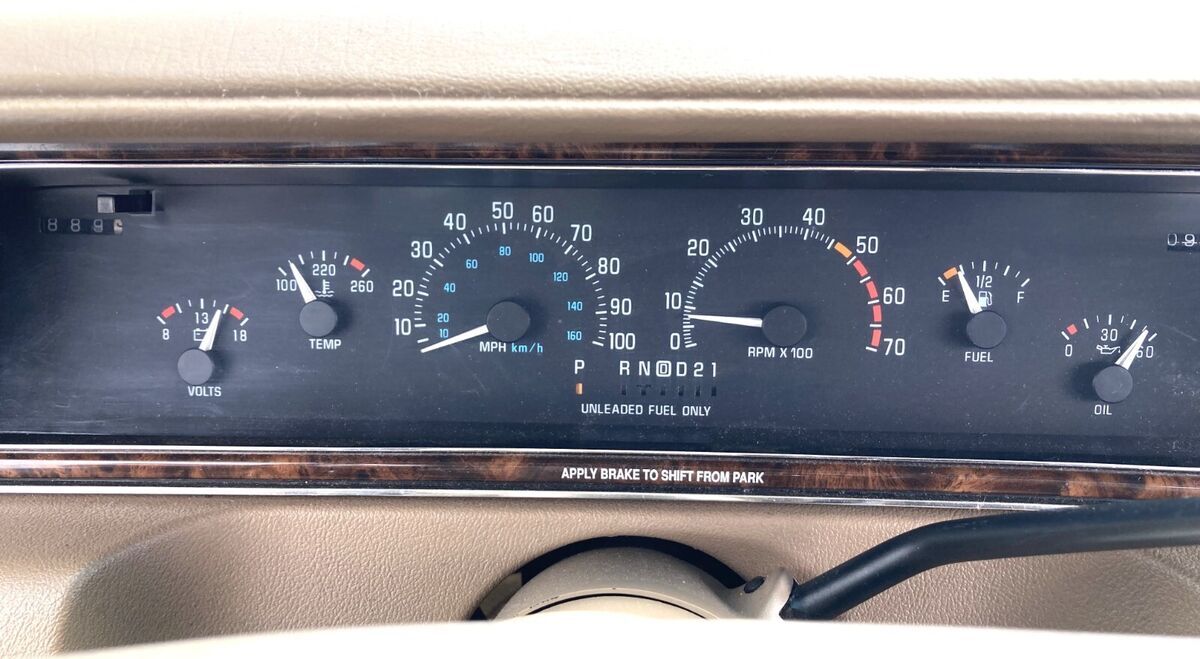 889
100 220 260
TEMP
8 13 18
VOLTS
10 20 30 40 50 60 70 80 90 100
10 20 40 60 80 100 120 140 160
MPH km/h
0 10 20 30 40 50 60 70
RPM X 100
E 1/2 F
FUEL
0 30 60
OIL
P R N D D 2 1
UNLEADED FUEL ONLY
APPLY BRAKE TO SHIFT FROM PARK